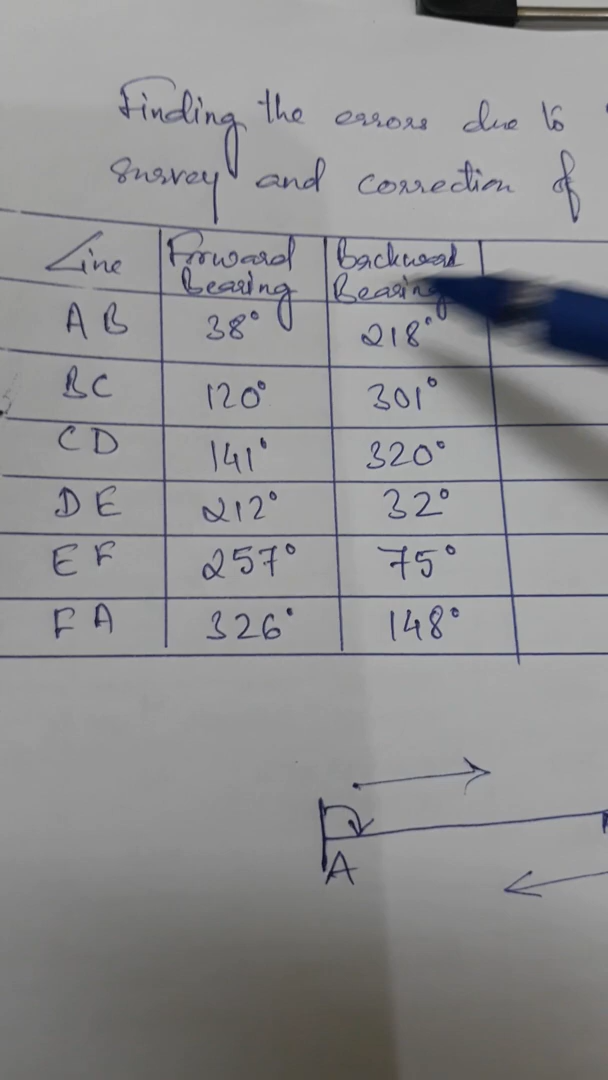 Finding the errors due to
survey and correction of
Line Forward Bearing Backward Bearing
AB 38° 218°
BC 120° 301°
CD 141° 320°
DE 212° 32°
EF 257° 75°
FA 326° 148°
A